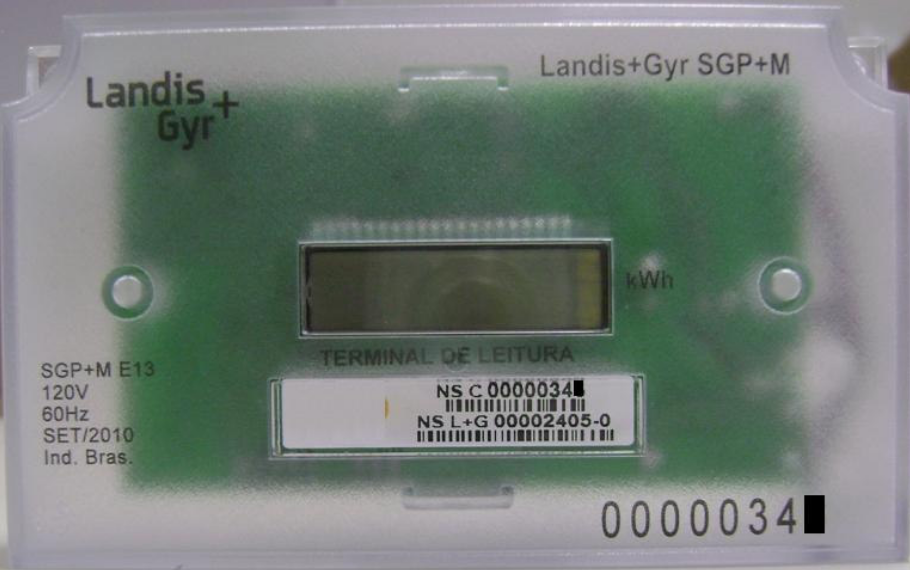 Landis+Gyr SGP+M
Landis
Gyr+
kWh
TERMINAL DE LEITURA
SGP+M E13
120V
60Hz
SET/2010
Ind. Bras.
NS C 0000034
NS L+G 00002405-0
0000034